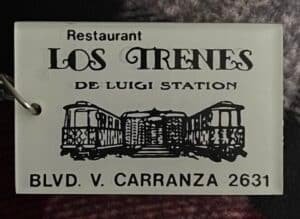 Restaurant
LOS TRENES
DE LUIGI STATION
BLVD. V. CARRANZA 2631